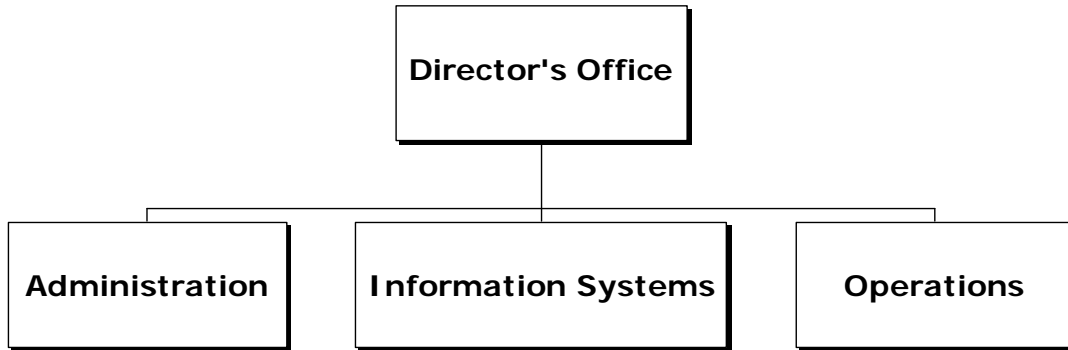 Director's Office
Administration
Information Systems
Operations